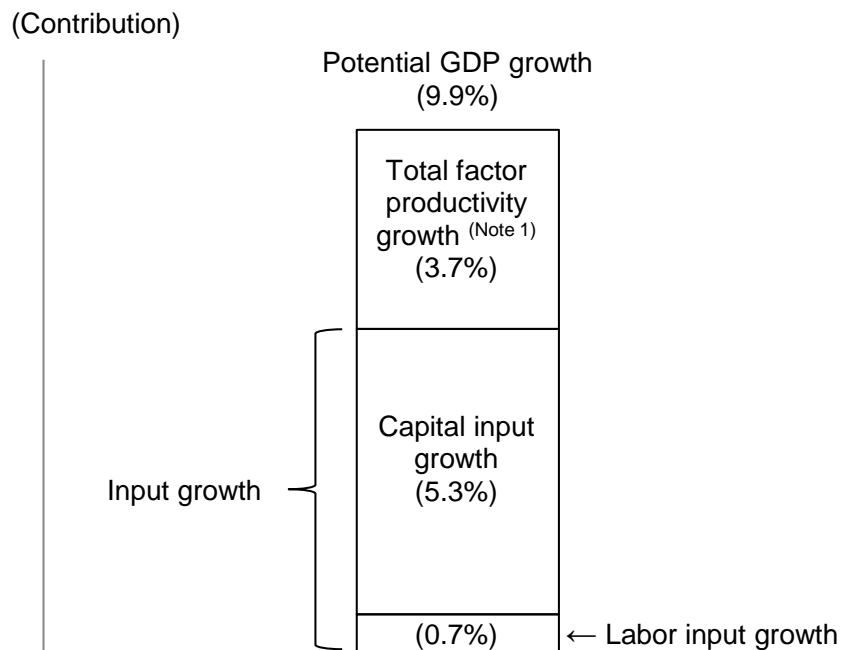 (Contribution)
Potential GDP growth
(9.9%)
Total factor
productivity
growth (Note 1)
(3.7%)
Capital input
growth
(5.3%)
Input growth
(0.7%) ← Labor input growth